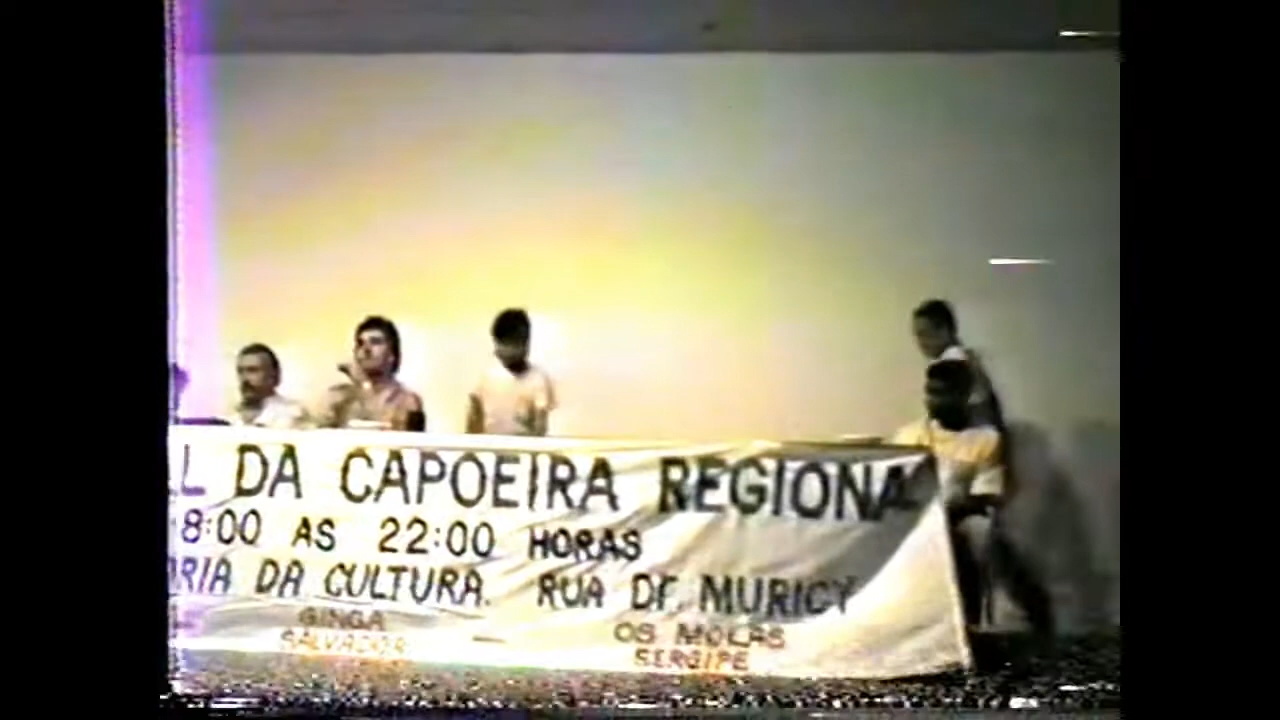 L DA CAPOEIRA REGIONA
8:00 AS 22:00 HORAS
RIA DA CULTURA. RUA DR. MURICY
GINGA
SALVADOR
OS MOLAS
SERGIPE